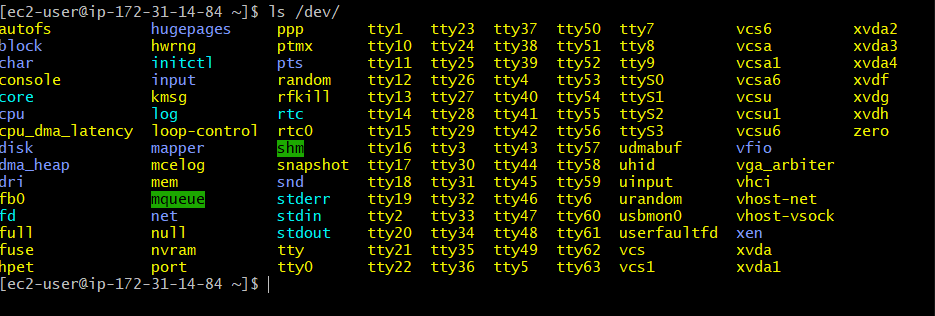 [ec2-user@ip-172-31-14-84 ~]$ ls /dev/
autofs hugepages ppp tty1 tty23 tty37 tty50 tty7 vcs6 xvda2
block hwrng ptmx tty10 tty24 tty38 tty51 tty8 vcsa xvda3
char initctl pts tty11 tty25 tty39 tty52 tty9 vcsa1 xvda4
console input random tty12 tty26 tty4 tty53 ttyS0 vcsa6 xvdf
core kmsg rfkill tty13 tty27 tty40 tty54 ttyS1 vcsu xvdg
cpu log rtc tty14 tty28 tty41 tty55 ttyS2 vcsu1 xvdh
cpu_dma_latency loop-control rtc0 tty15 tty29 tty42 tty56 ttyS3 vcsu6 zero
disk mapper shm tty16 tty3 tty43 tty57 udmabuf vfio
dma_heap mcelog snapshot tty17 tty30 tty44 tty58 uhid vga_arbiter
dri mem snd tty18 tty31 tty45 tty59 uinput vhci
fb0 mqueue stderr tty19 tty32 tty46 tty6 urandom vhost-net
fd net stdin tty2 tty33 tty47 tty60 usbmon0 vhost-vsock
full null stdout tty20 tty34 tty48 tty61 userfaultfd xen
fuse nvram tty tty21 tty35 tty49 tty62 vcs xvda
hpet port tty0 tty22 tty36 tty5 tty63 vcs1 xvda1
[ec2-user@ip-172-31-14-84 ~]$